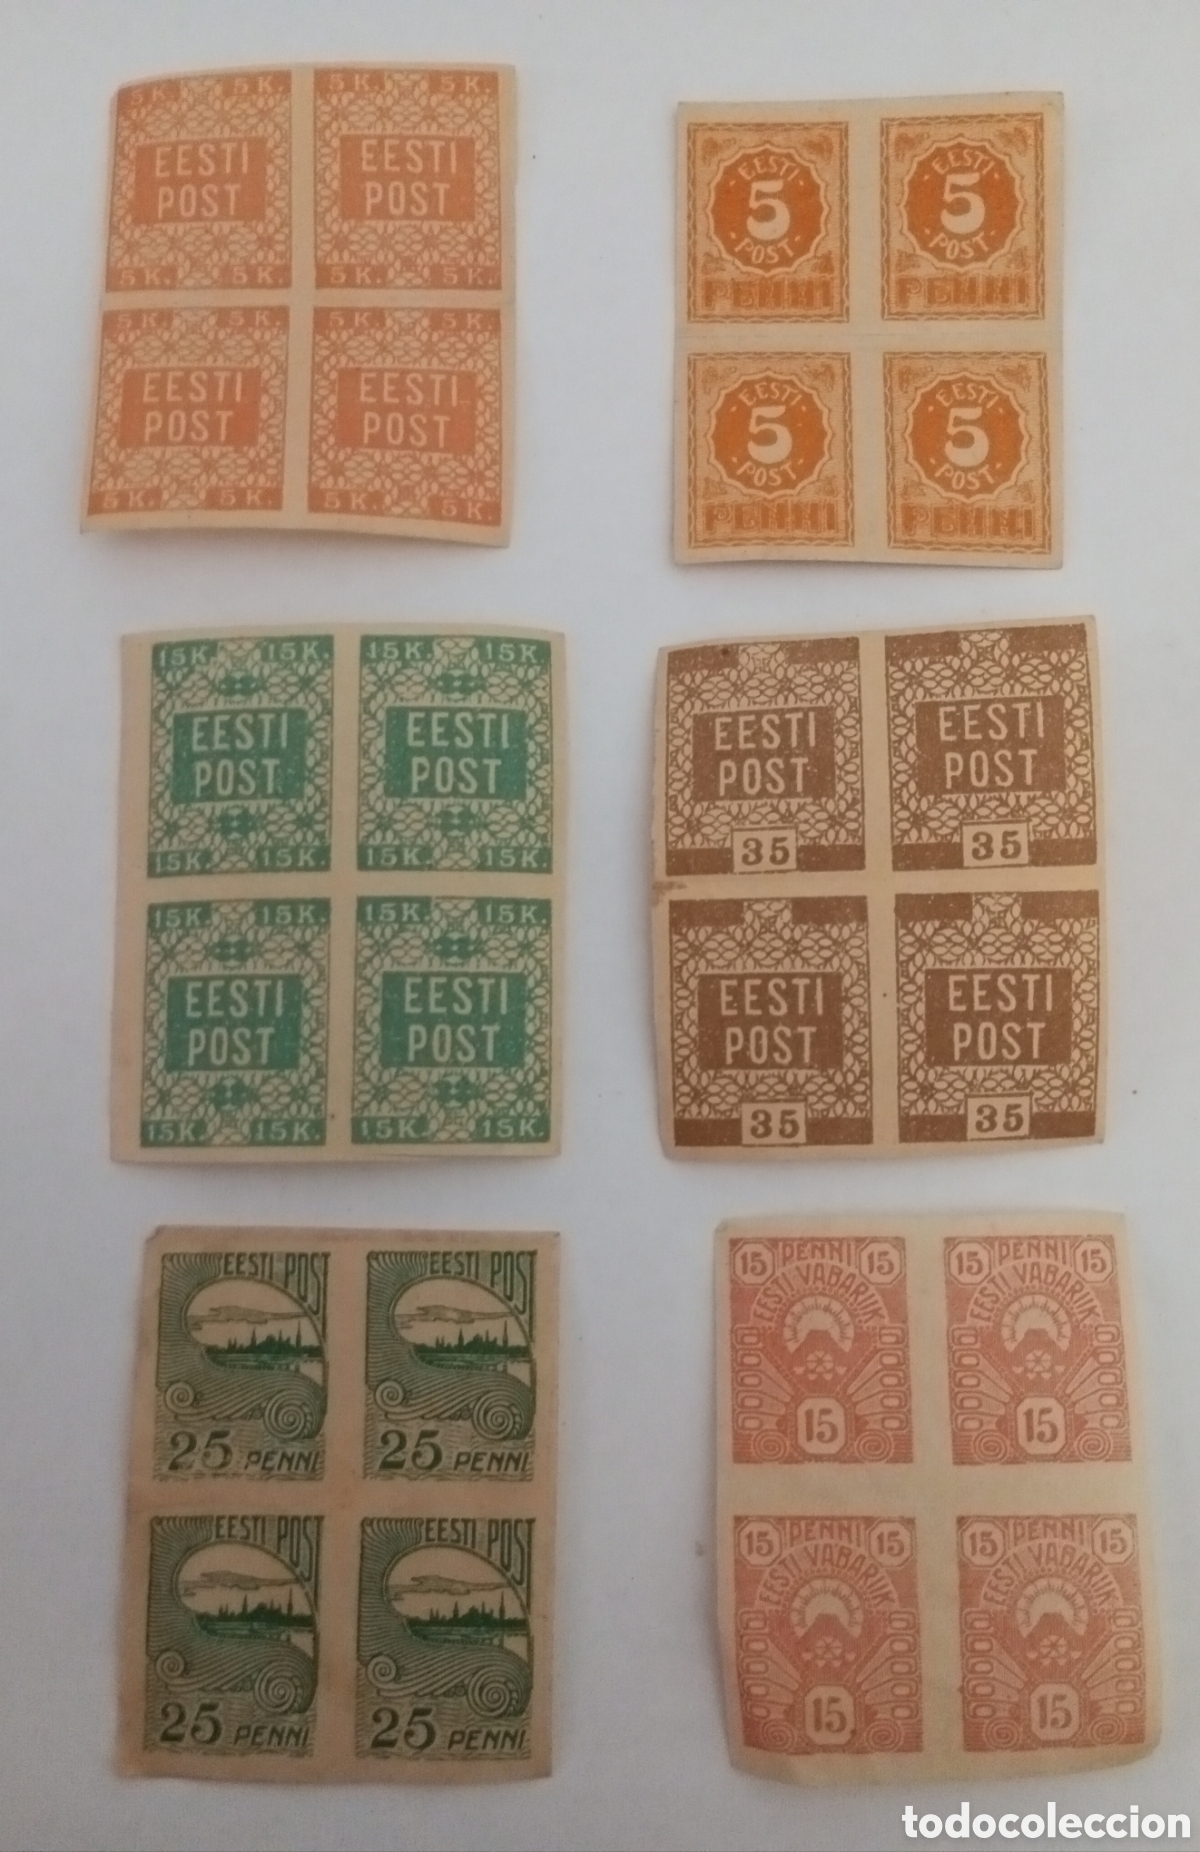 5 K. 5 K. 5 K. 5 K.
EESTI POST EESTI POST
5 K. 5 K. 5 K. 5 K.
5 K. 5 K. 5 K. 5 K.
EESTI POST EESTI POST
5 K. 5 K. 5 K. 5 K.
EESTI 5 POST PENNI
EESTI 5 POST PENNI
EESTI 5 POST PENNI
EESTI 5 POST PENNI
15 K. 15 K. 15 K. 15 K.
EESTI POST EESTI POST
15 K. 15 K. 15 K. 15 K.
15 K. 15 K. 15 K. 15 K.
EESTI POST EESTI POST
15 K. 15 K. 15 K. 15 K.
EESTI POST EESTI POST
35 35
EESTI POST EESTI POST
35 35
EESTI POST EESTI POST
25 PENNI 25 PENNI
EESTI POST EESTI POST
25 PENNI 25 PENNI
15 PENNI 15 15 PENNI 15
EESTI VABARIIK EESTI VABARIIK
15 15
15 PENNI 15 15 PENNI 15
EESTI VABARIIK EESTI VABARIIK
15 15
todocoleccion